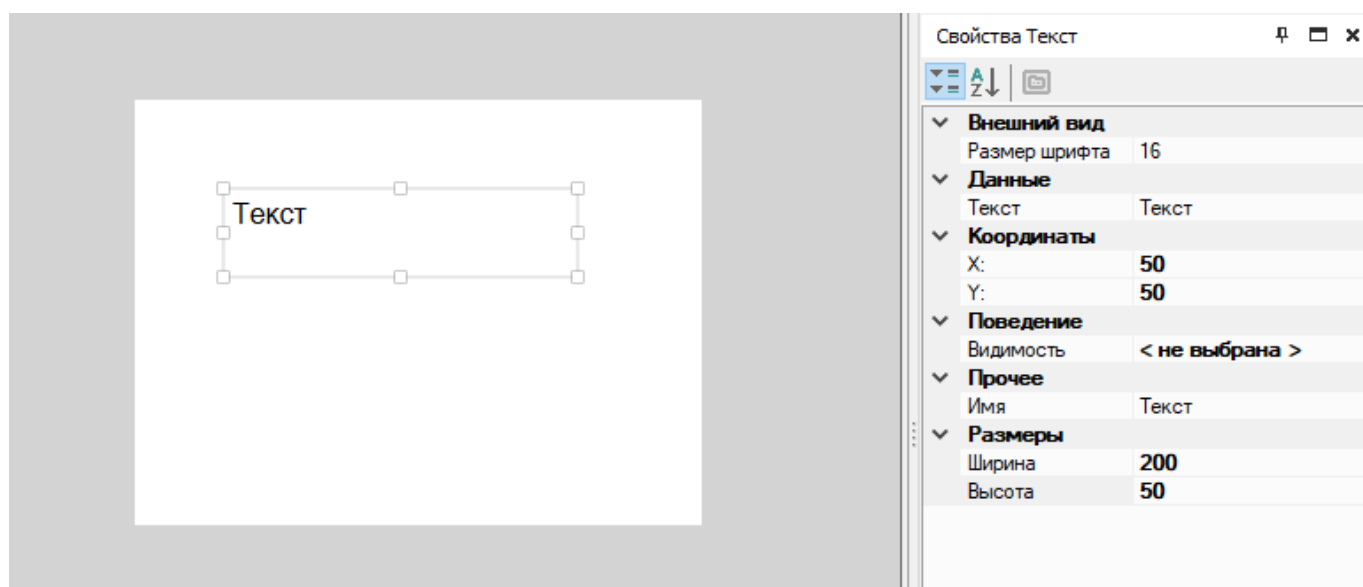 Текст
Свойства Текст
Внешний вид
Размер шрифта 16
Данные
Текст Текст
Координаты
X: 50
Y: 50
Поведение
Видимость < не выбрана >
Прочее
Имя Текст
Размеры
Ширина 200
Высота 50